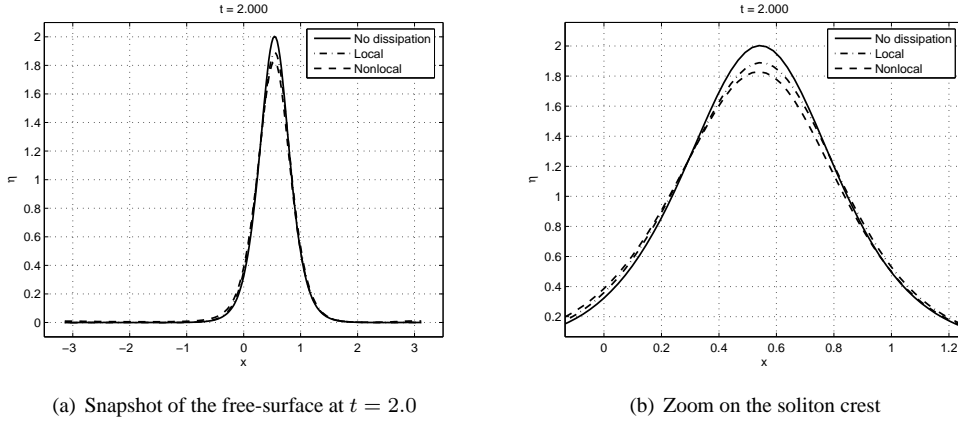 t = 2.000
No dissipation
Local
Nonlocal
2
1.8
1.6
1.4
1.2
1
0.8
0.6
0.4
0.2
0
η
−3
−2
−1
0
1
2
3
x
(a) Snapshot of the free-surface at t = 2.0
t = 2.000
No dissipation
Local
Nonlocal
2
1.8
1.6
1.4
1.2
1
0.8
0.6
0.4
0.2
η
0
0.2
0.4
0.6
0.8
1
1.2
x
(b) Zoom on the soliton crest